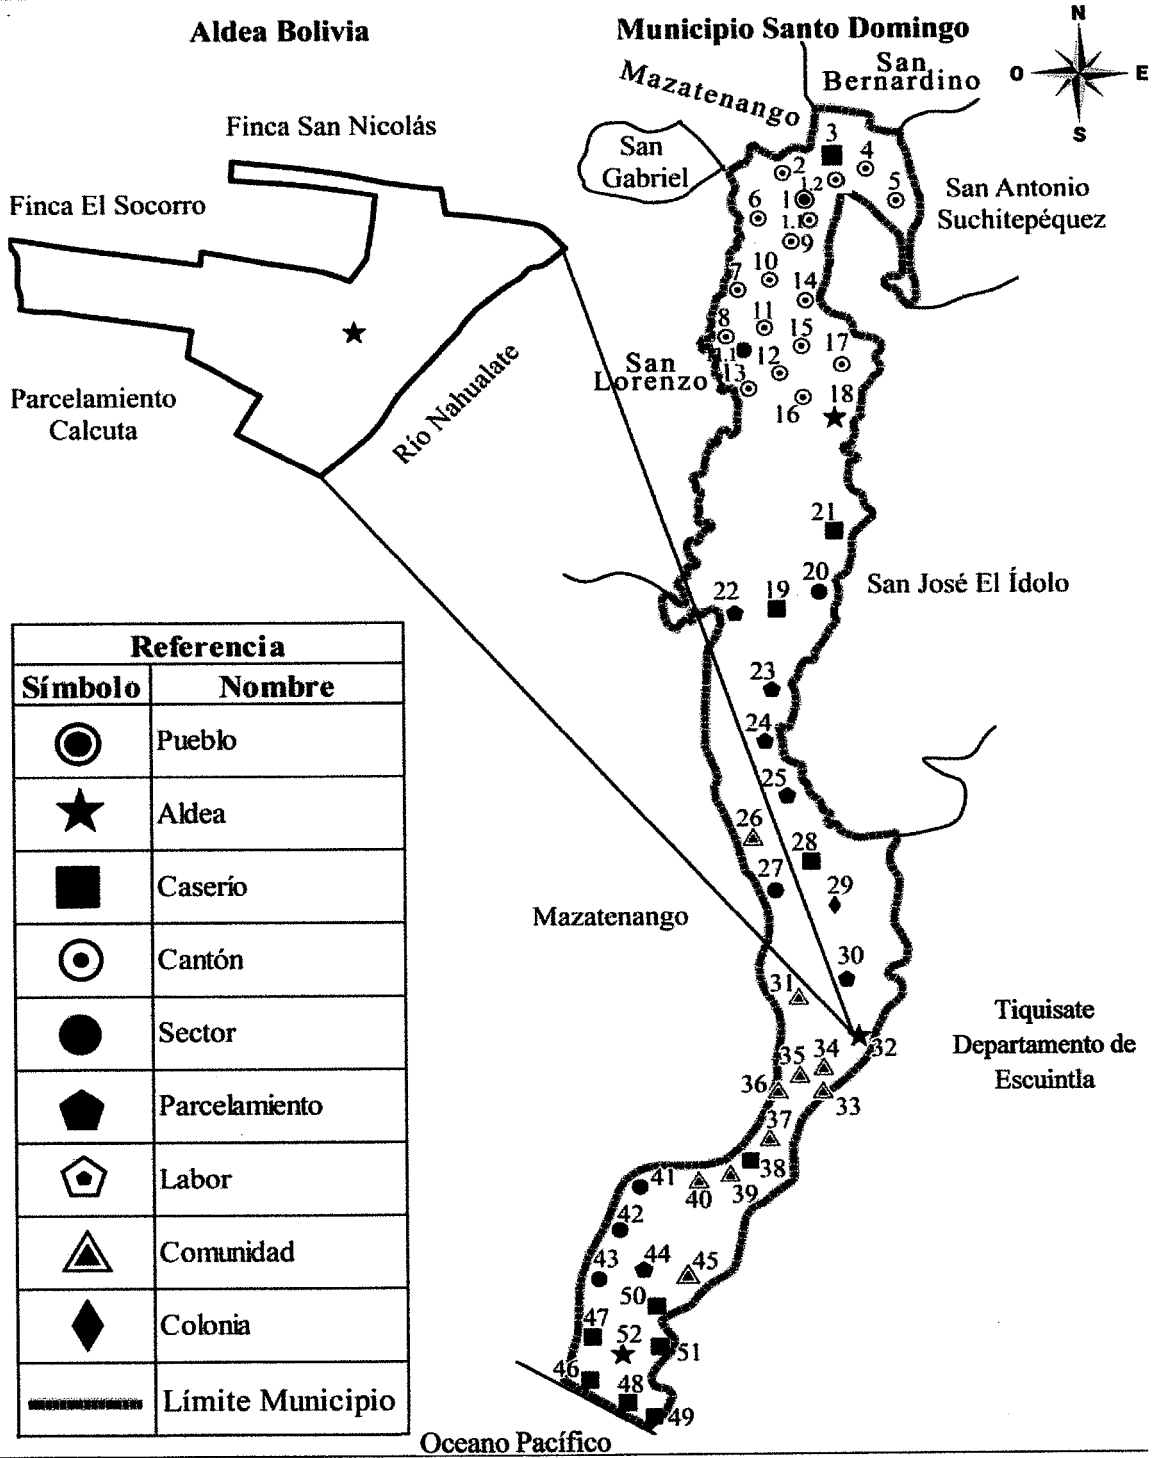 Aldea Bolivia
Municipio Santo Domingo
N
O
E
S
San
Bernardino
Mazatenango
San
Gabriel
San Antonio
Suchitepéquez
Finca San Nicolás
Finca El Socorro
Parcelamiento
Calcuta
Río Nahualate
San
Lorenzo
San José El Ídolo
Mazatenango
Tiquisate
Departamento de
Escuintla
Oceano Pacífico
3
4
2
1.2
5
1
6
1.1
9
10
7
14
8
11
15
11.1
12
17
13
18
16
21
20
22
19
23
24
25
26
28
27
29
30
31
32
34
35
36
33
37
38
41
40
39
42
43
44
45
50
47
52
51
46
48
49
Referencia
Símbolo Nombre
Pueblo
Aldea
Caserío
Cantón
Sector
Parcelamiento
Labor
Comunidad
Colonia
Límite Municipio